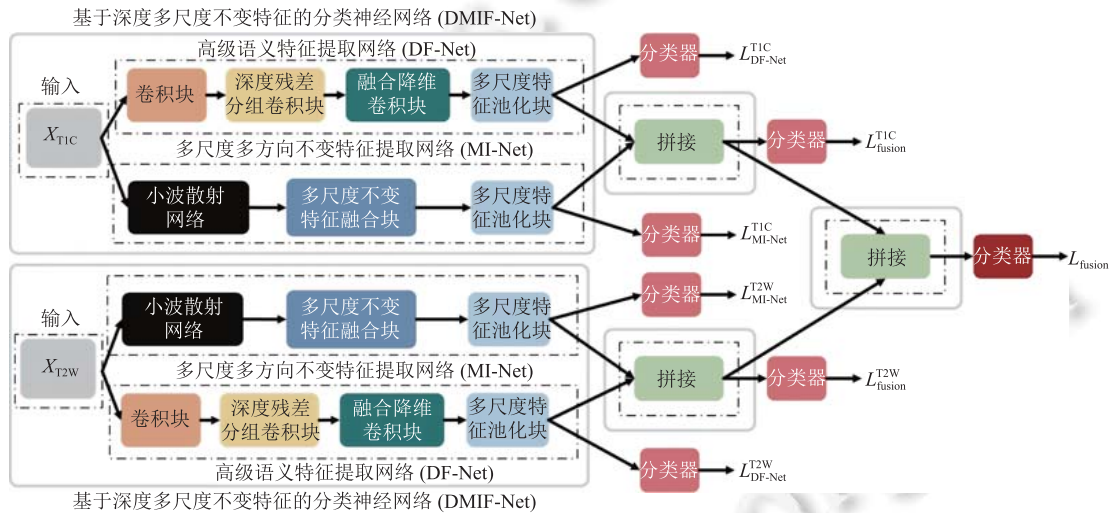 基于深度多尺度不变特征的分类神经网络 (DMIF-Net)
高级语义特征提取网络 (DF-Net)
输入
X_T1C
卷积块
深度残差
分组卷积块
融合降维
卷积块
多尺度特
征池化块
多尺度多方向不变特征提取网络 (MI-Net)
小波散射
网络
多尺度不变
特征融合块
多尺度特
征池化块
分类器
L^T1C_DF-Net
拼接
分类器
L^T1C_fusion
分类器
L^T1C_MI-Net
拼接
分类器
L_fusion
输入
X_T2W
小波散射
网络
多尺度不变
特征融合块
多尺度特
征池化块
分类器
L^T2W_MI-Net
多尺度多方向不变特征提取网络 (MI-Net)
卷积块
深度残差
分组卷积块
融合降维
卷积块
多尺度特
征池化块
拼接
分类器
L^T2W_fusion
分类器
L^T2W_DF-Net
高级语义特征提取网络 (DF-Net)
基于深度多尺度不变特征的分类神经网络 (DMIF-Net)